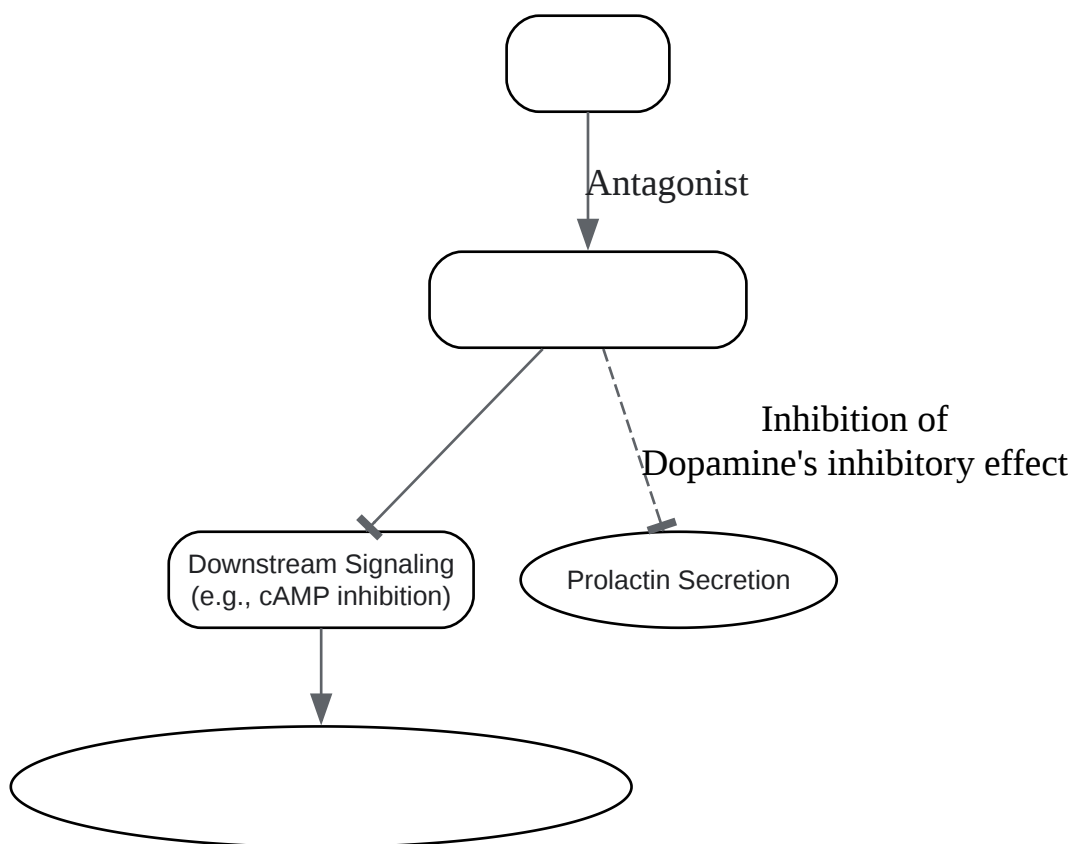 Antagonist
Inhibition of
Dopamine's inhibitory effect
Downstream Signaling
(e.g., cAMP inhibition)
Prolactin Secretion